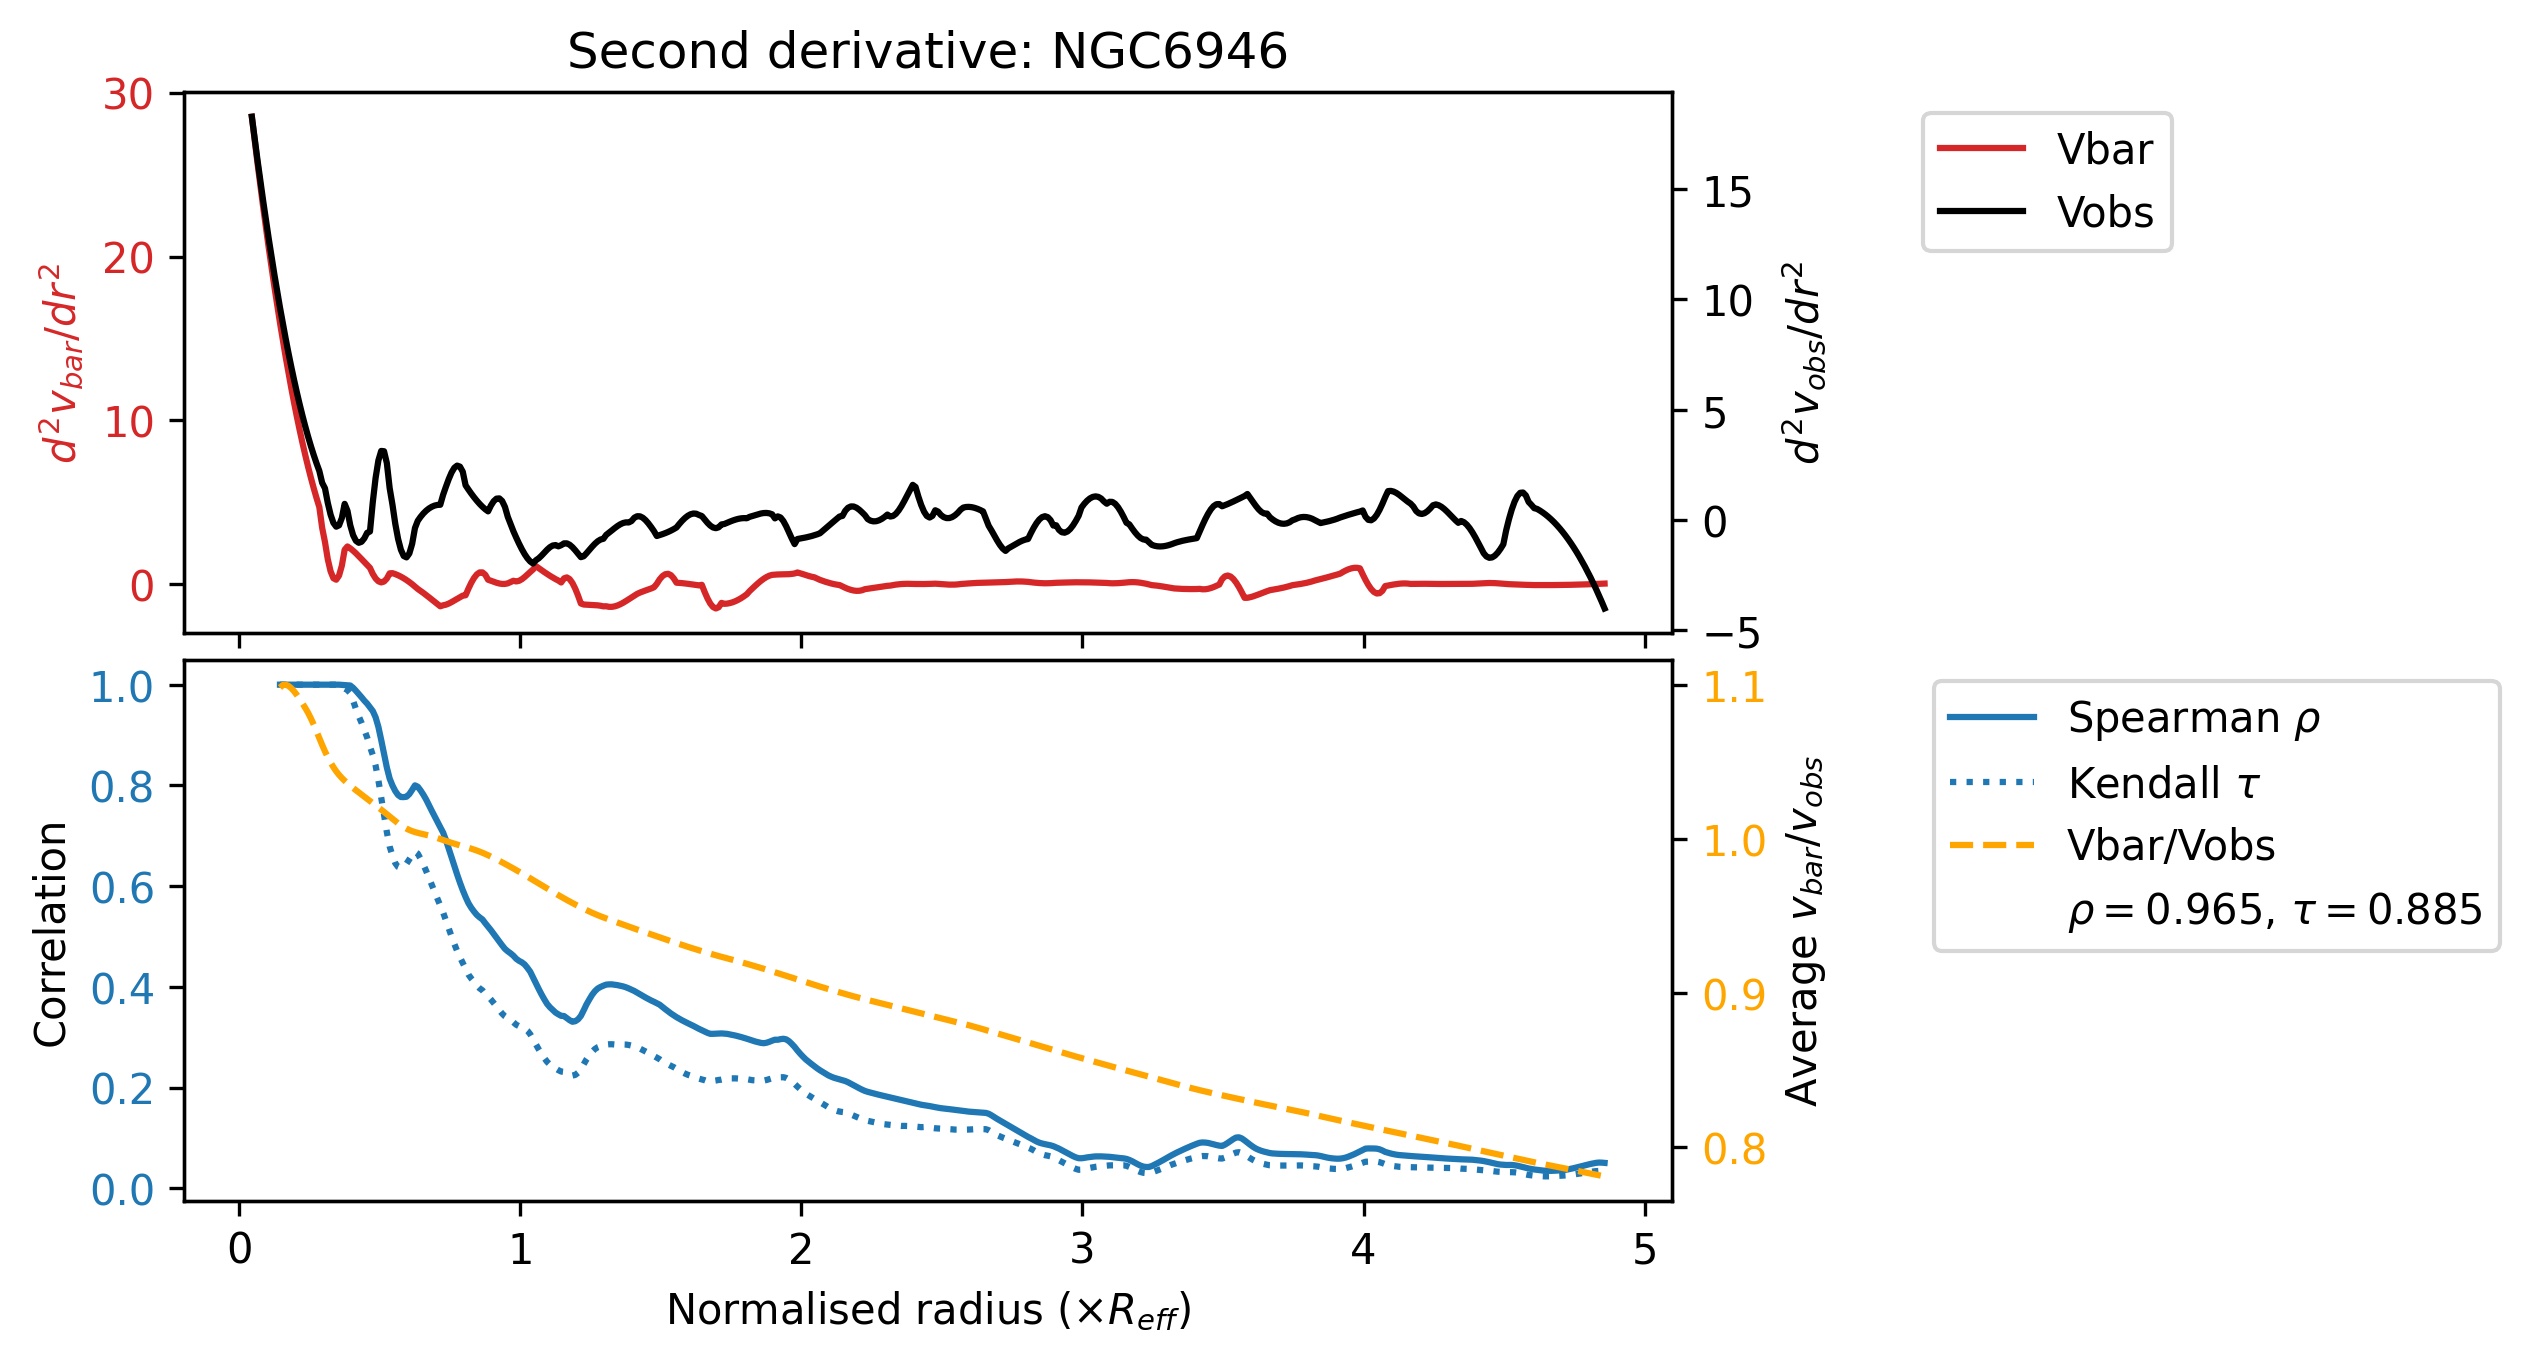 Second derivative: NGC6946
30
20
10
0
d²v_bar/dr²
15
10
5
0
−5
d²v_obs/dr²
Vbar
Vobs
1.0
0.8
0.6
0.4
0.2
0.0
Correlation
1.1
1.0
0.9
0.8
Average v_bar/v_obs
Spearman ρ
Kendall τ
Vbar/Vobs
ρ = 0.965, τ = 0.885
0 1 2 3 4 5
Normalised radius (×R_eff)